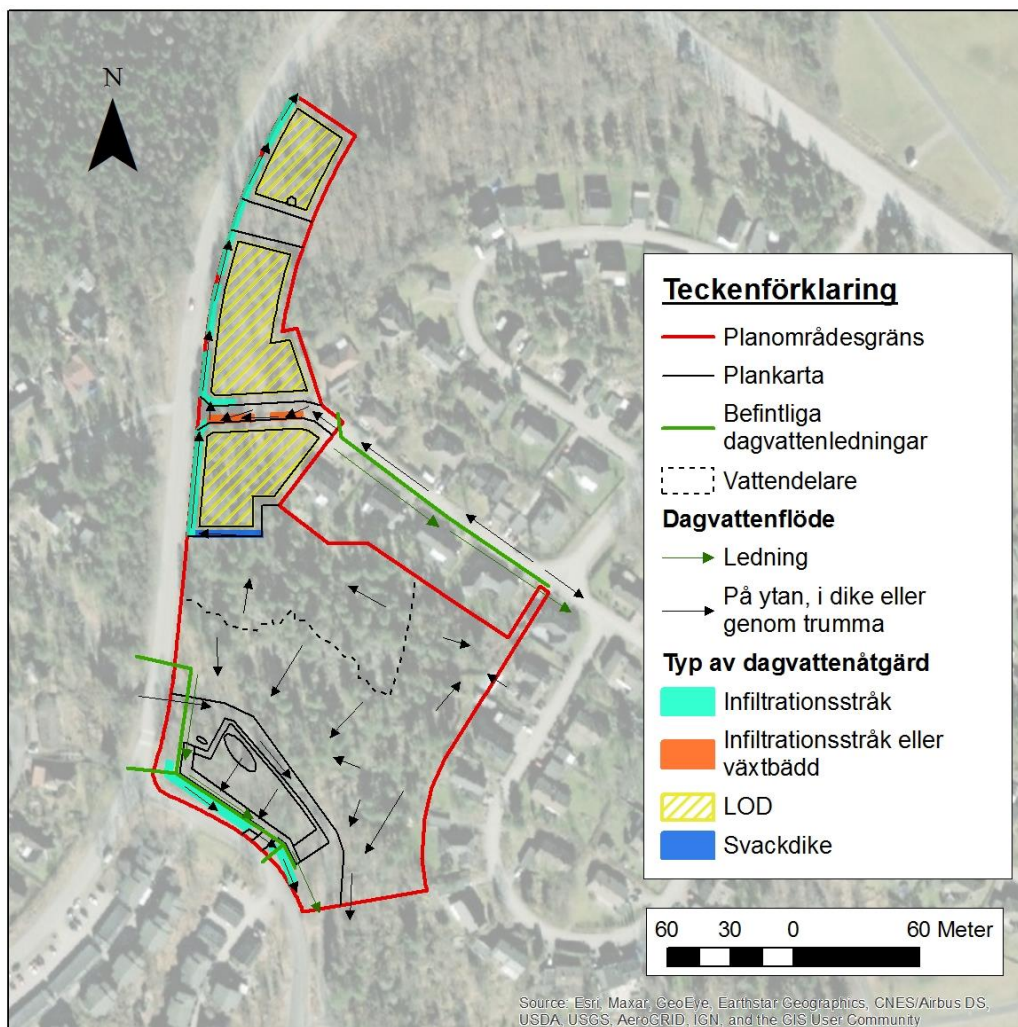 N
Teckenförklaring
Planområdesgräns
Plankarta
Befintliga
dagvattenledningar
Vattendelare
Dagvattenflöde
Ledning
På ytan, i dike eller
genom trumma
Typ av dagvattenåtgärd
Infiltrationsstråk
Infiltrationsstråk eller
växtbädd
LOD
Svackdike
60 30 0 60 Meter
Source: Esri, Maxar, GeoEye, Earthstar Geographics, CNES/Airbus DS,
USDA, USGS, AeroGRID, IGN, and the GIS User Community